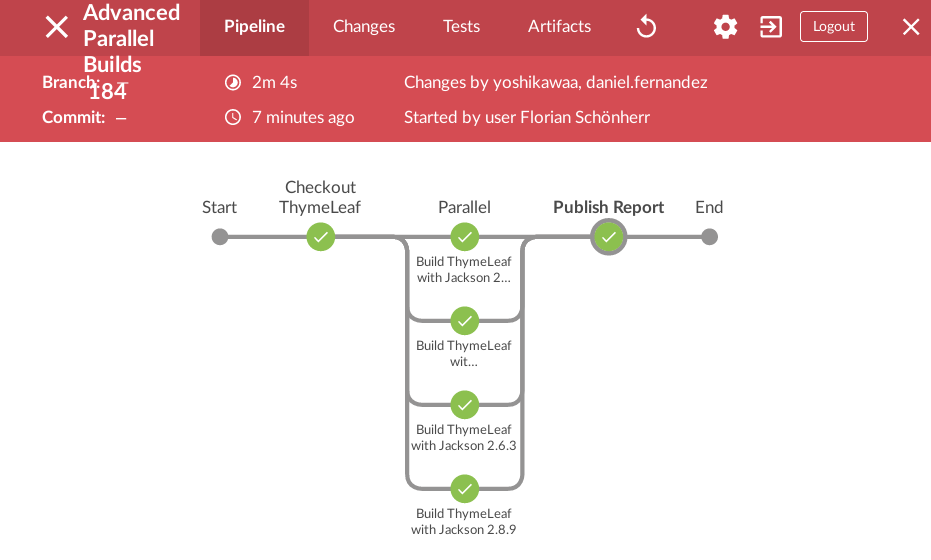 Advanced
Parallel
Builds
184
Pipeline
Changes
Tests
Artifacts
Logout
Branch: —
2m 4s
Changes by yoshikawaa, daniel.fernandez
Commit: —
7 minutes ago
Started by user Florian Schönherr
Start
Checkout
ThymeLeaf
Parallel
Publish Report
End
Build ThymeLeaf
with Jackson 2...
Build ThymeLeaf
wit...
Build ThymeLeaf
with Jackson 2.6.3
Build ThymeLeaf
with Jackson 2.8.9